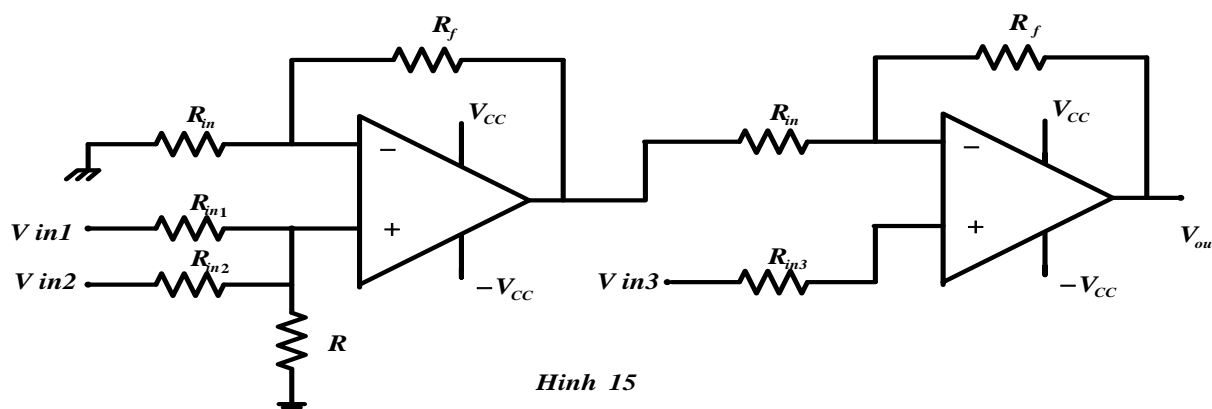 R_f
R_f
V_CC
V_CC
R_in
R_in
−
−
R_in1
V in1
+
+
R_in2
R_in3
V_ou
V in2
V in3
−V_CC
−V_CC
R
Hinh 15